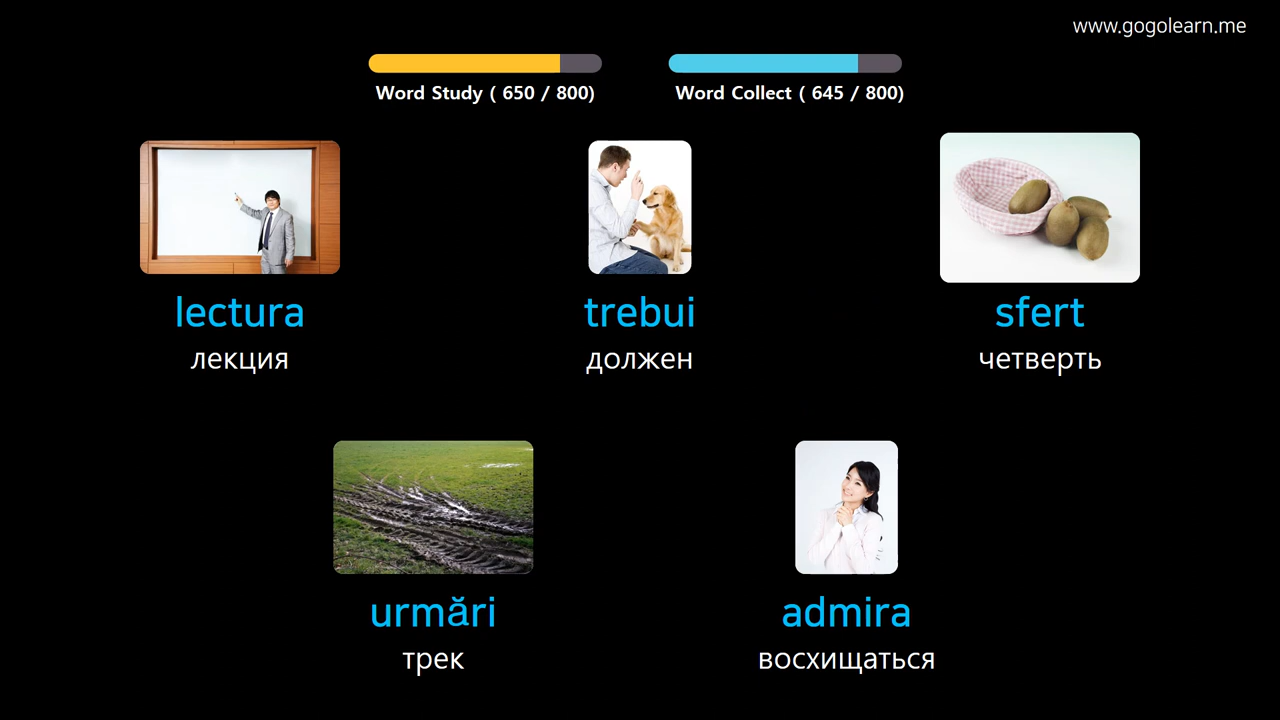 www.gogolearn.me
Word Study ( 650 / 800)
Word Collect ( 645 / 800)
lectura
лекция
trebui
должен
sfert
четверть
urmări
трек
admira
восхищаться